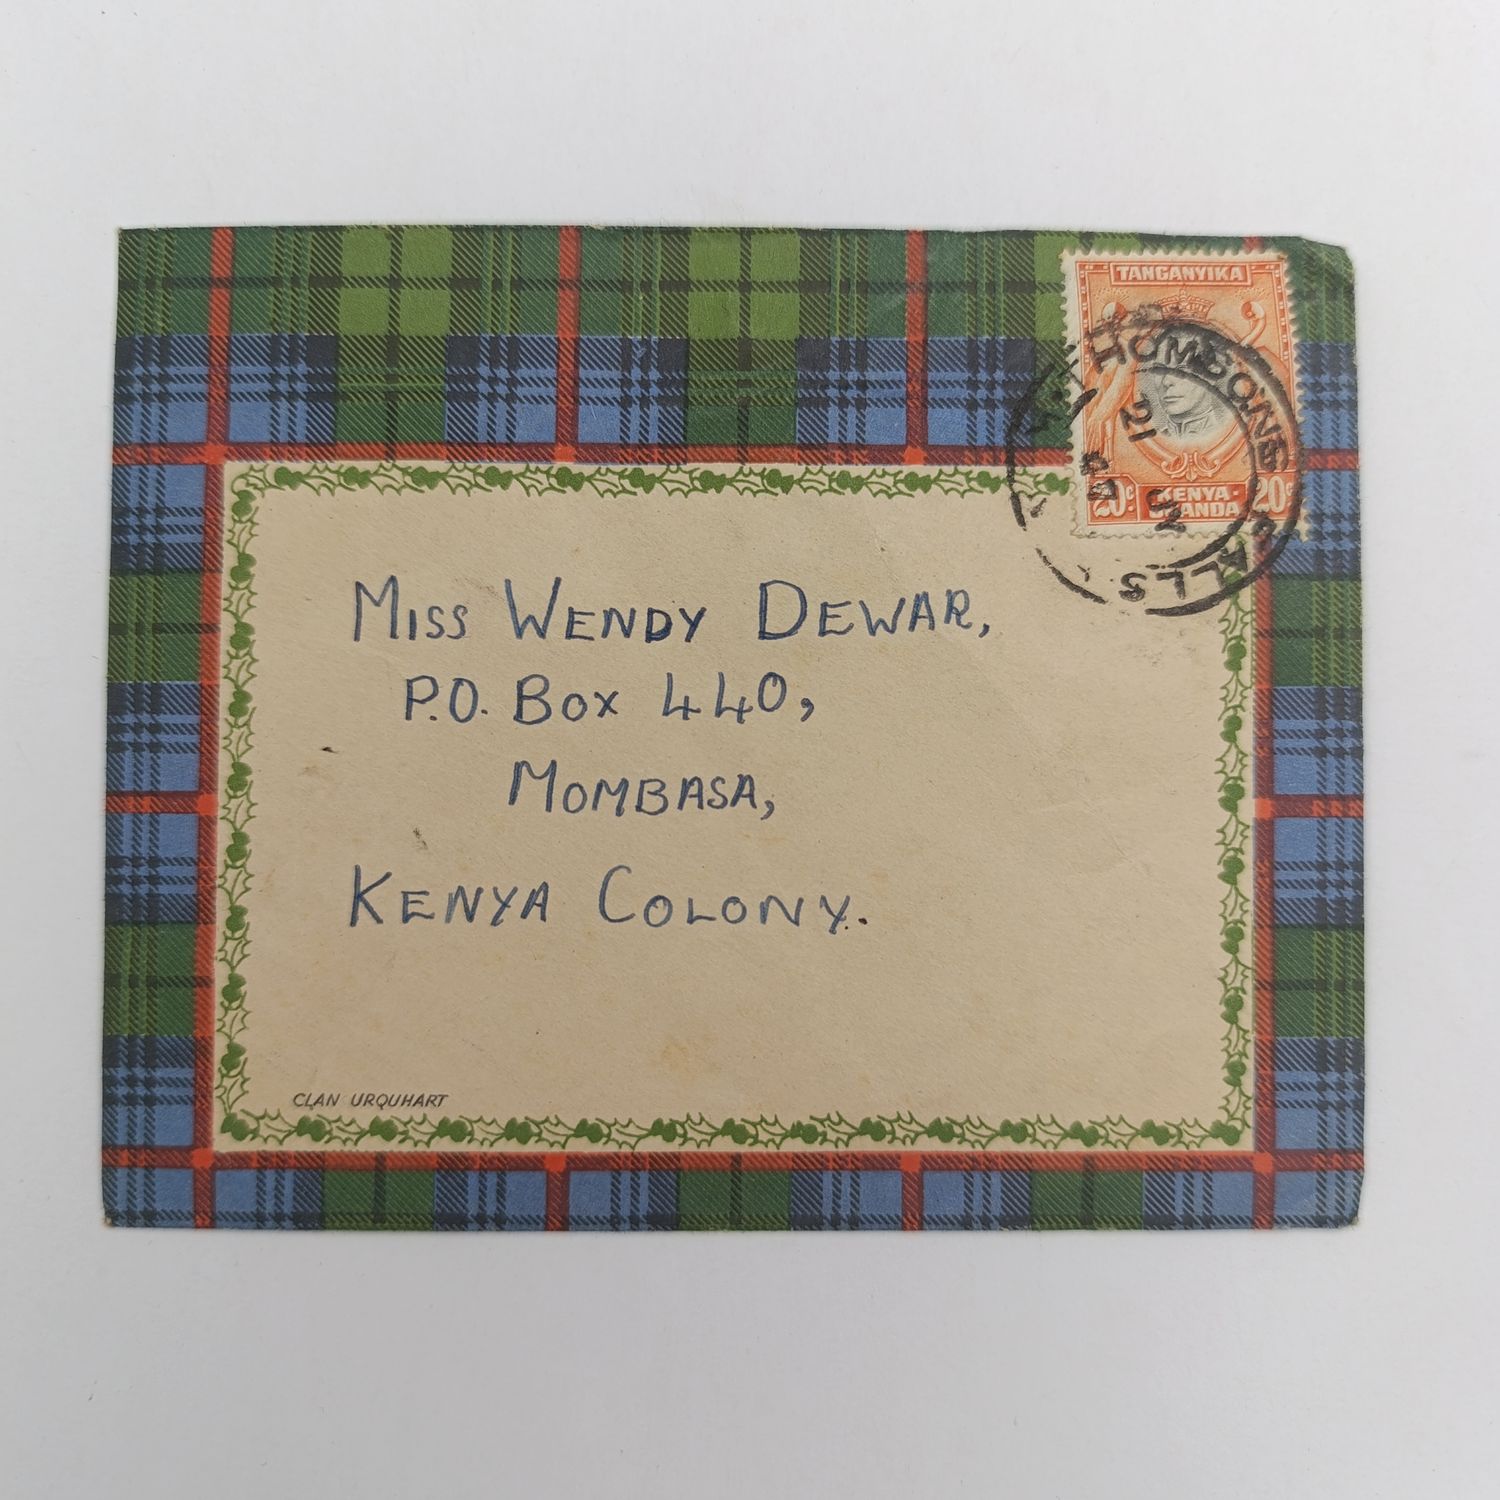 TANGANYIKA
THOMSONS FALLS
21
20c KENYA- 20c
UGANDA
Miss WENDY DEWAR,
P.O. Box 440,
MOMBASA,
KENYA COLONY.
CLAN URQUHART